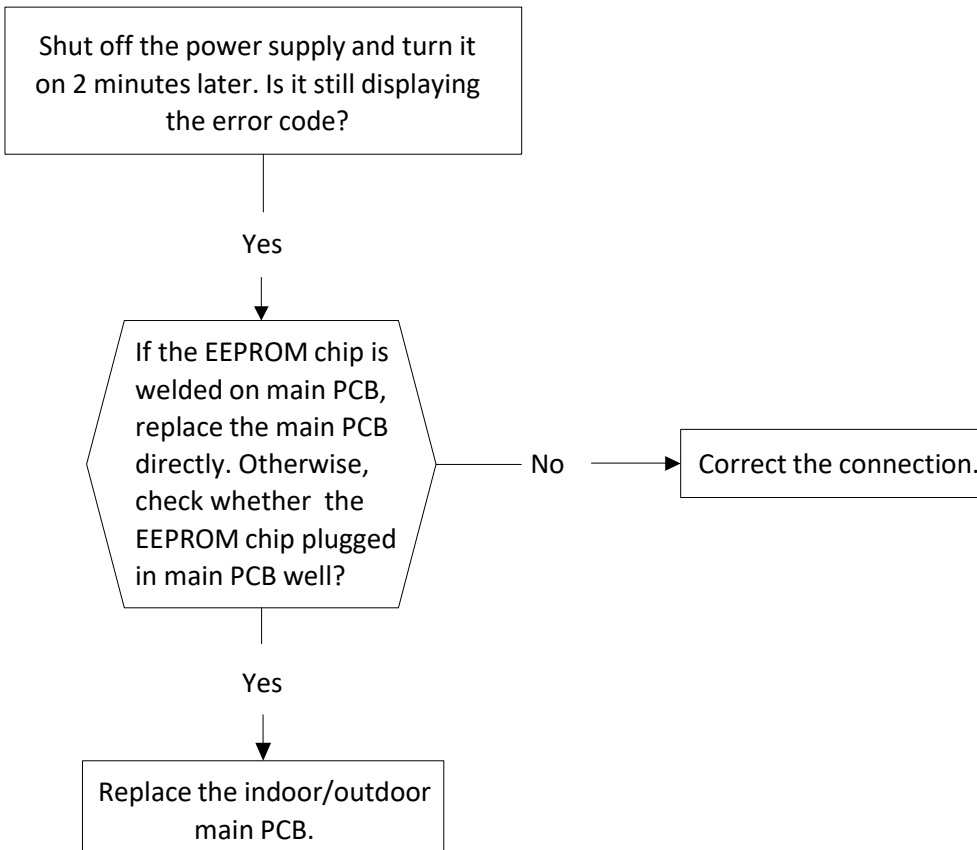 Shut off the power supply and turn it
on 2 minutes later. Is it still displaying
the error code?
Yes
If the EEPROM chip is
welded on main PCB,
replace the main PCB
directly. Otherwise,
check whether the
EEPROM chip plugged
in main PCB well?
No
Correct the connection.
Yes
Replace the indoor/outdoor
main PCB.